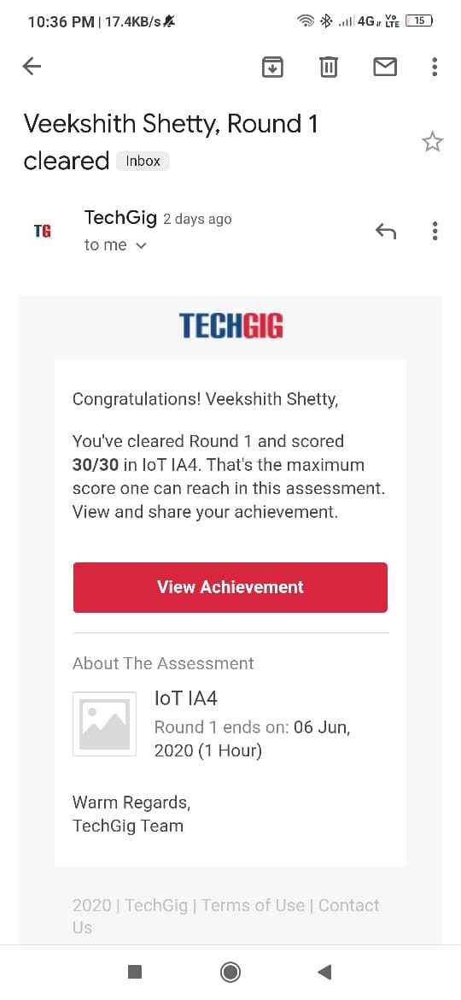 10:36 PM | 17.4KB/s
4G Vo LTE 15
Veekshith Shetty, Round 1
cleared Inbox
TG TechGig 2 days ago
to me
TECHGIG
Congratulations! Veekshith Shetty,
You've cleared Round 1 and scored
30/30 in IoT IA4. That's the maximum
score one can reach in this assessment.
View and share your achievement.
View Achievement
About The Assessment
IoT IA4
Round 1 ends on: 06 Jun,
2020 (1 Hour)
Warm Regards,
TechGig Team
2020 | TechGig | Terms of Use | Contact
Us